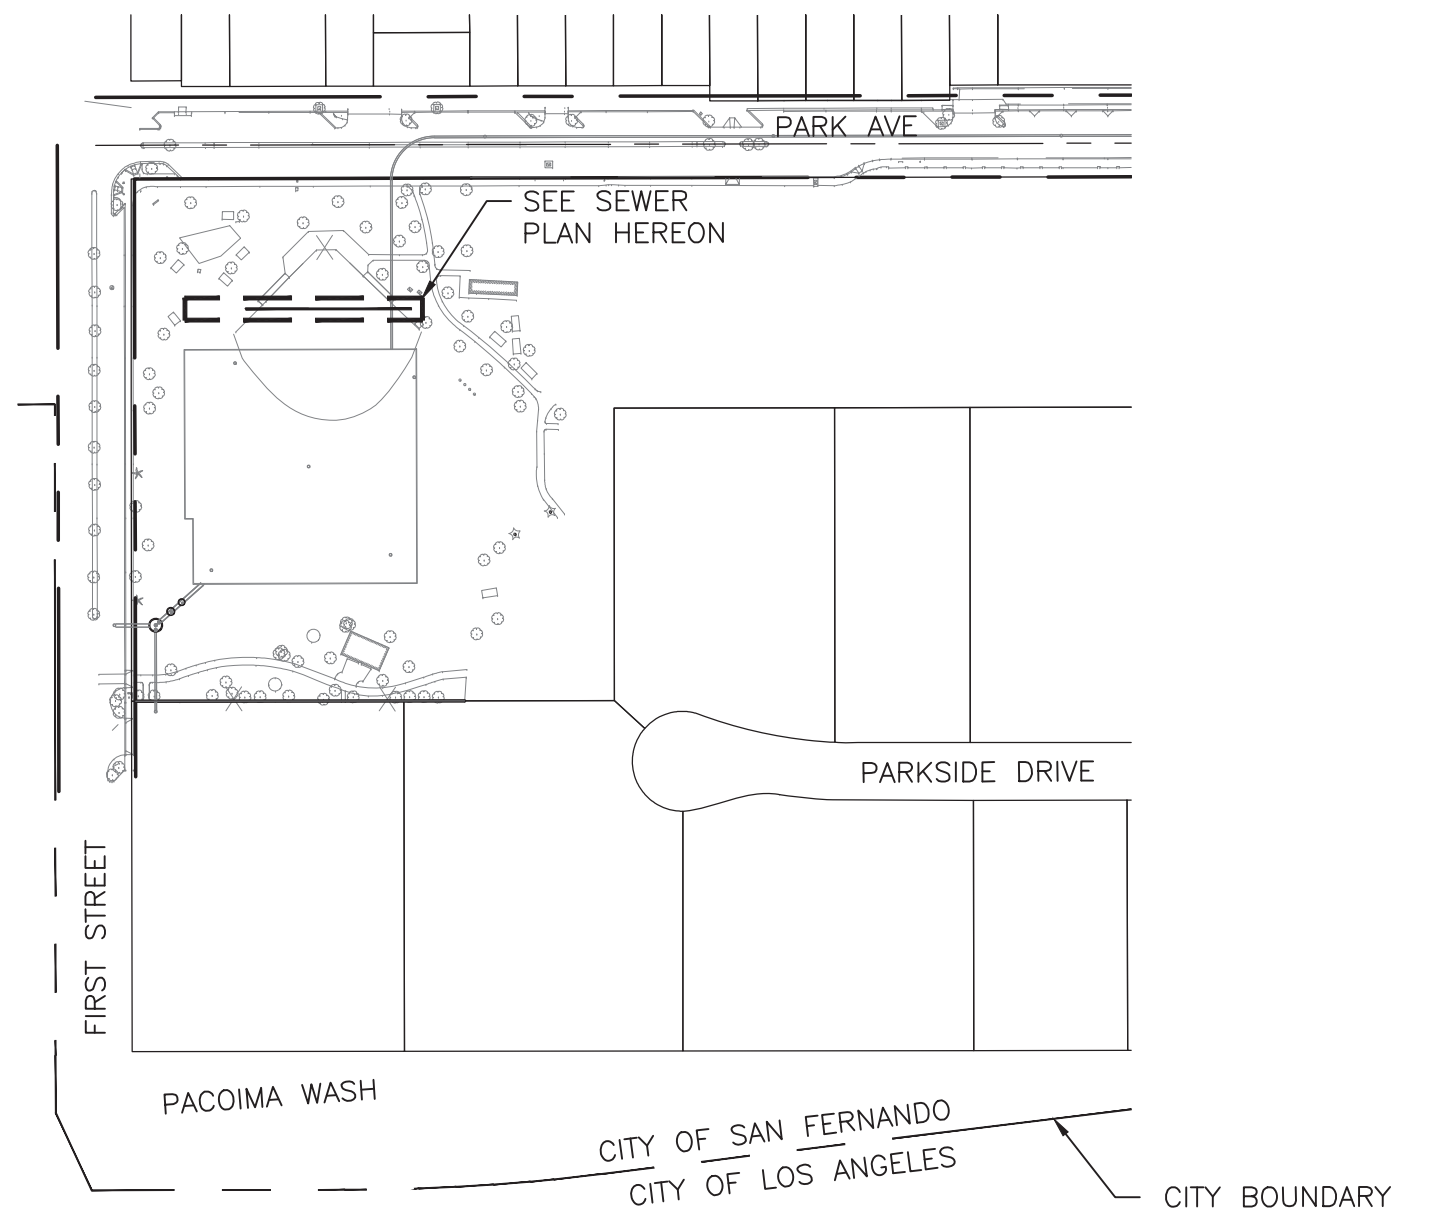 PARK AVE
SEE SEWER
PLAN HEREON
PARKSIDE DRIVE
FIRST STREET
PACOIMA WASH
CITY OF SAN FERNANDO
CITY OF LOS ANGELES
CITY BOUNDARY